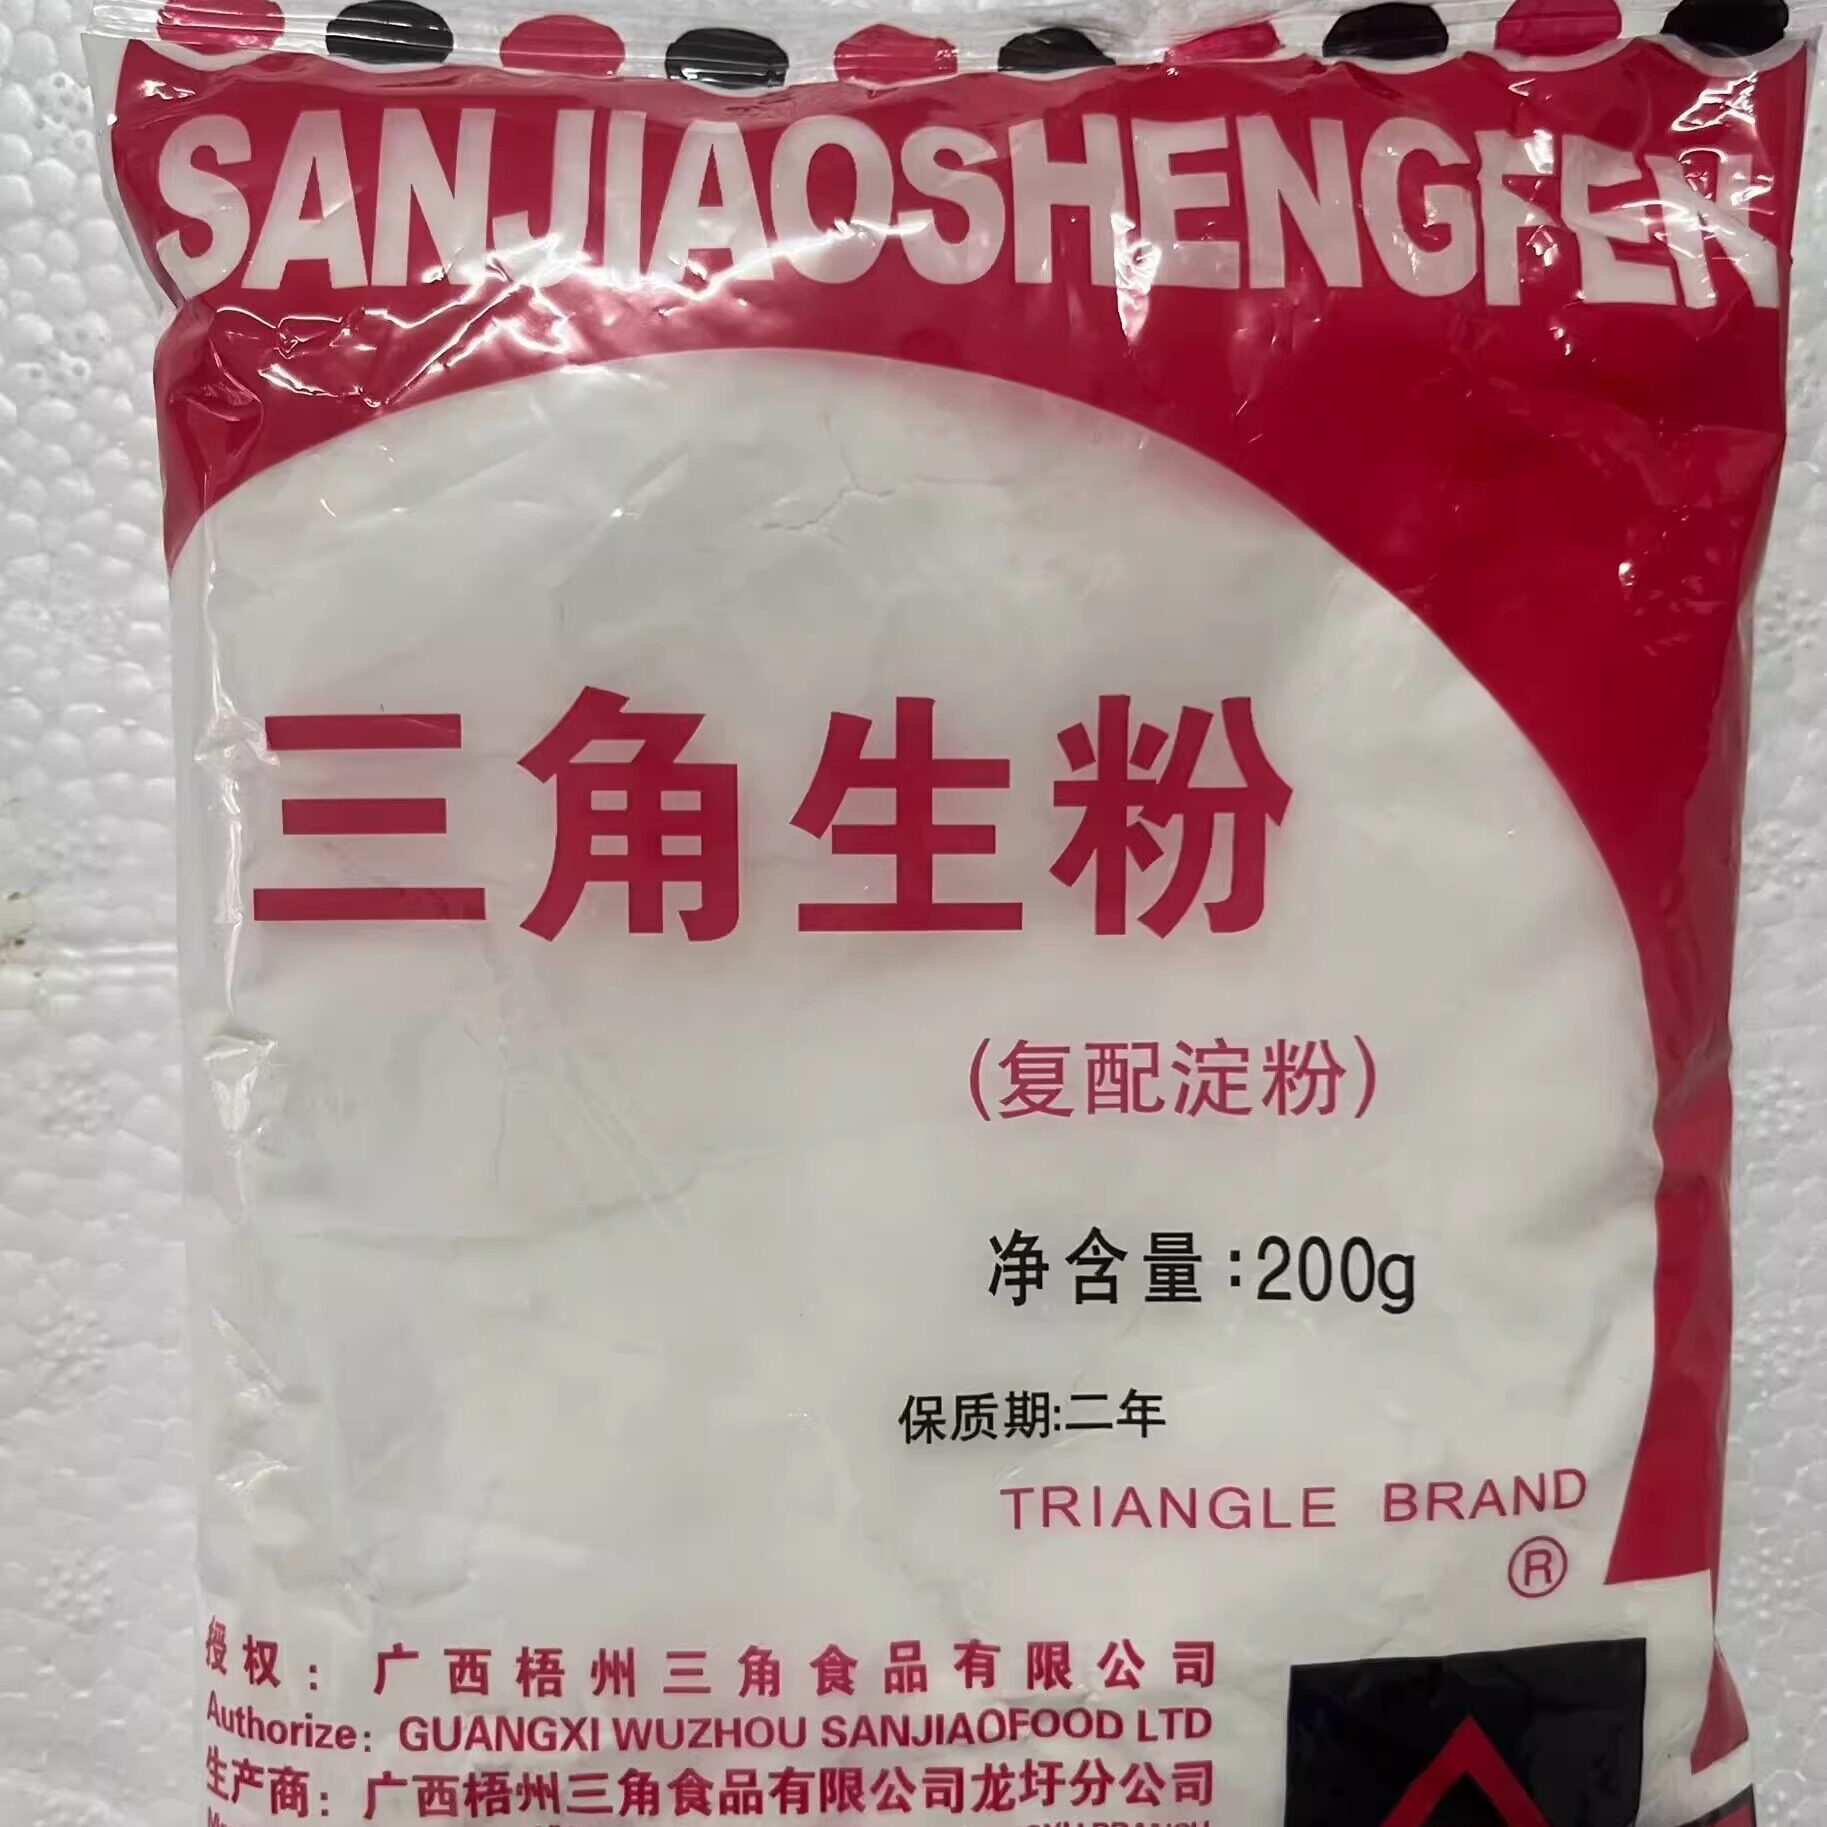 SANJIAOSHENGFEN
三角生粉
(复配淀粉)
净含量:200g
保质期:二年
TRIANGLE BRAND
®
授权: 广西梧州三角食品有限公司
Authorize: GUANGXI WUZHOU SANJIAOFOOD LTD
生产商: 广西梧州三角食品有限公司龙圩分公司
BRANCH